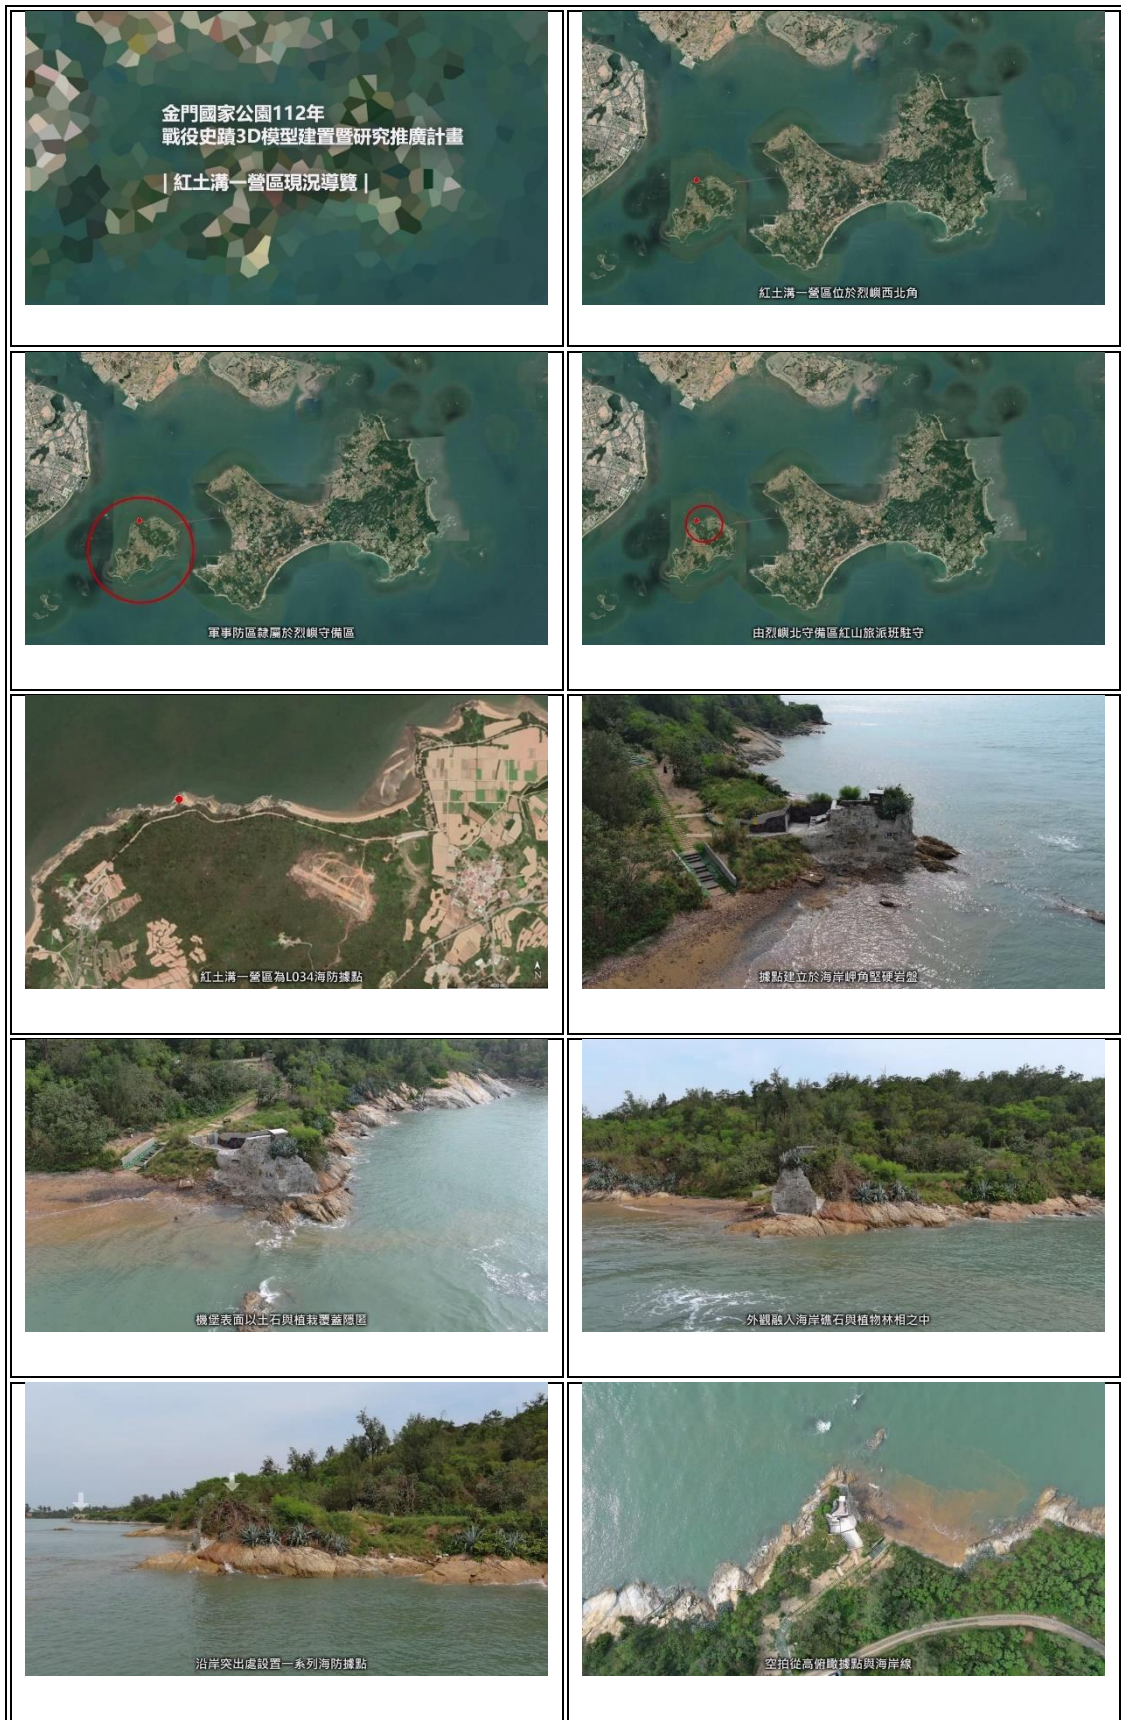 金門國家公園112年
戰役史蹟3D模型建置暨研究推廣計畫
| 紅土溝一營區現況導覽 |
紅土溝一營區位於烈嶼西北角
軍事防區隸屬於烈嶼守備區
由烈嶼北守備區紅山旅派班駐守
紅土溝一營區為L034海防據點
N
據點建立於海岸岬角堅硬岩盤
機堡表面以土石與植栽覆蓋隱匿
外觀融入海岸礁石與植物林相之中
沿岸突出處設置一系列海防據點
空拍從高俯瞰據點與海岸線